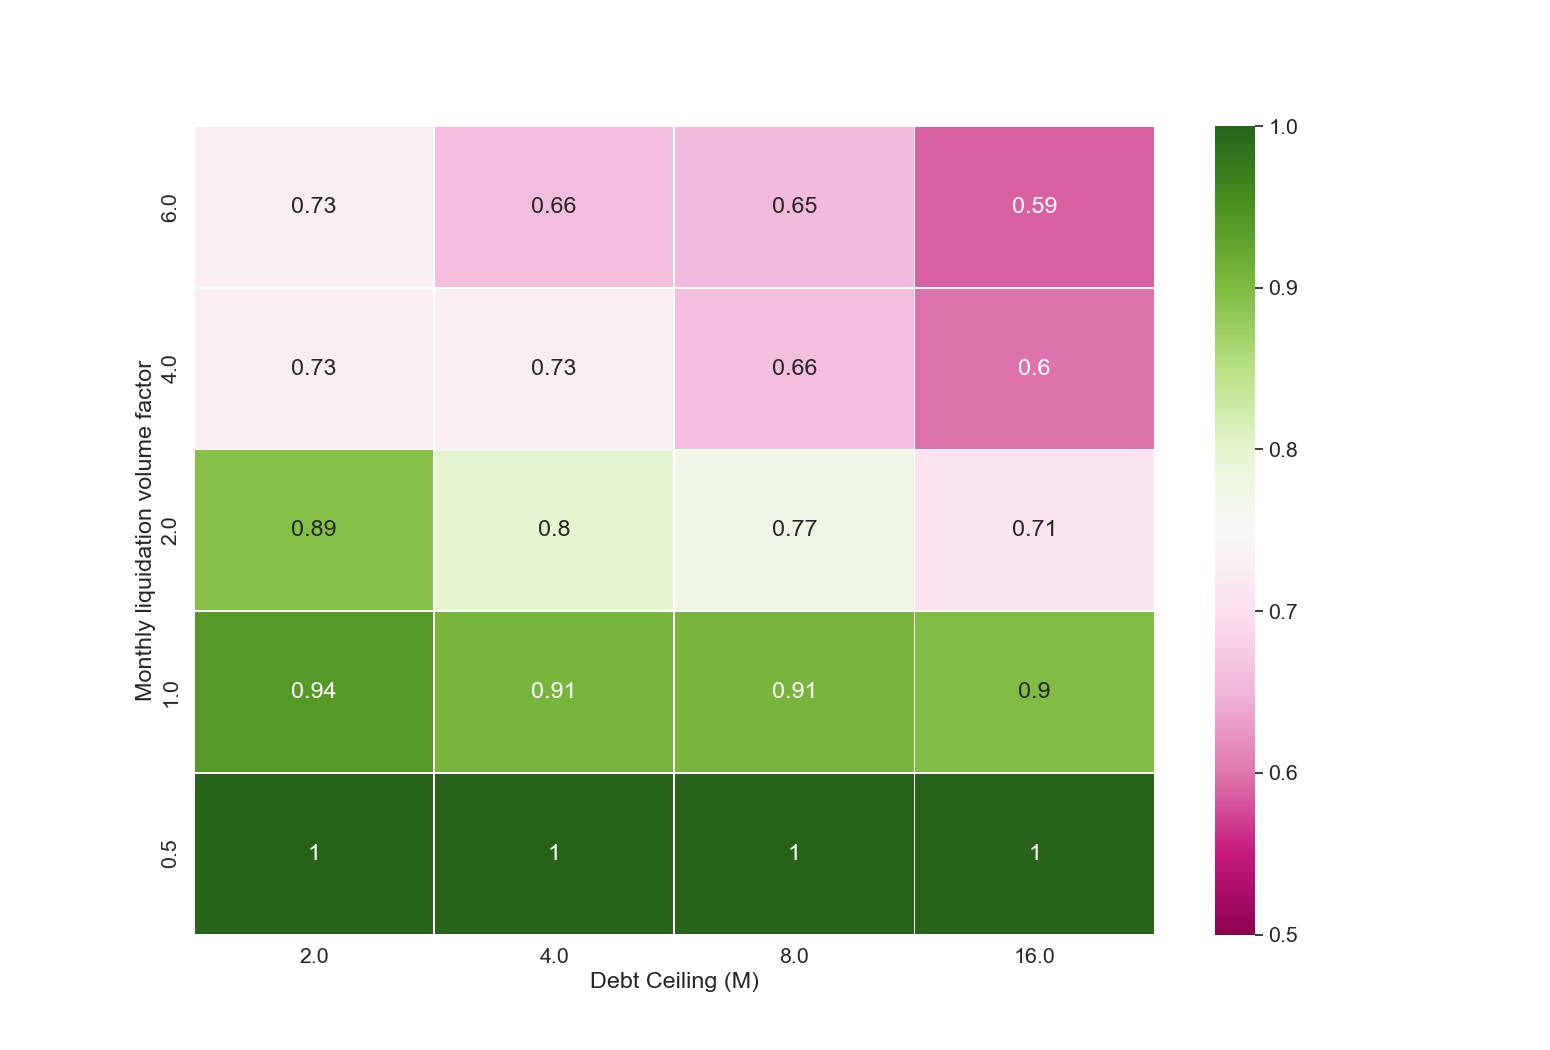 1.0
6.0 0.73 0.66 0.65 0.59
0.9
4.0 0.73 0.73 0.66 0.6
0.8
Monthly liquidation volume factor
2.0 0.89 0.8 0.77 0.71
0.7
1.0 0.94 0.91 0.91 0.9
0.6
0.5 1 1 1 1
0.5
2.0 4.0 8.0 16.0
Debt Ceiling (M)